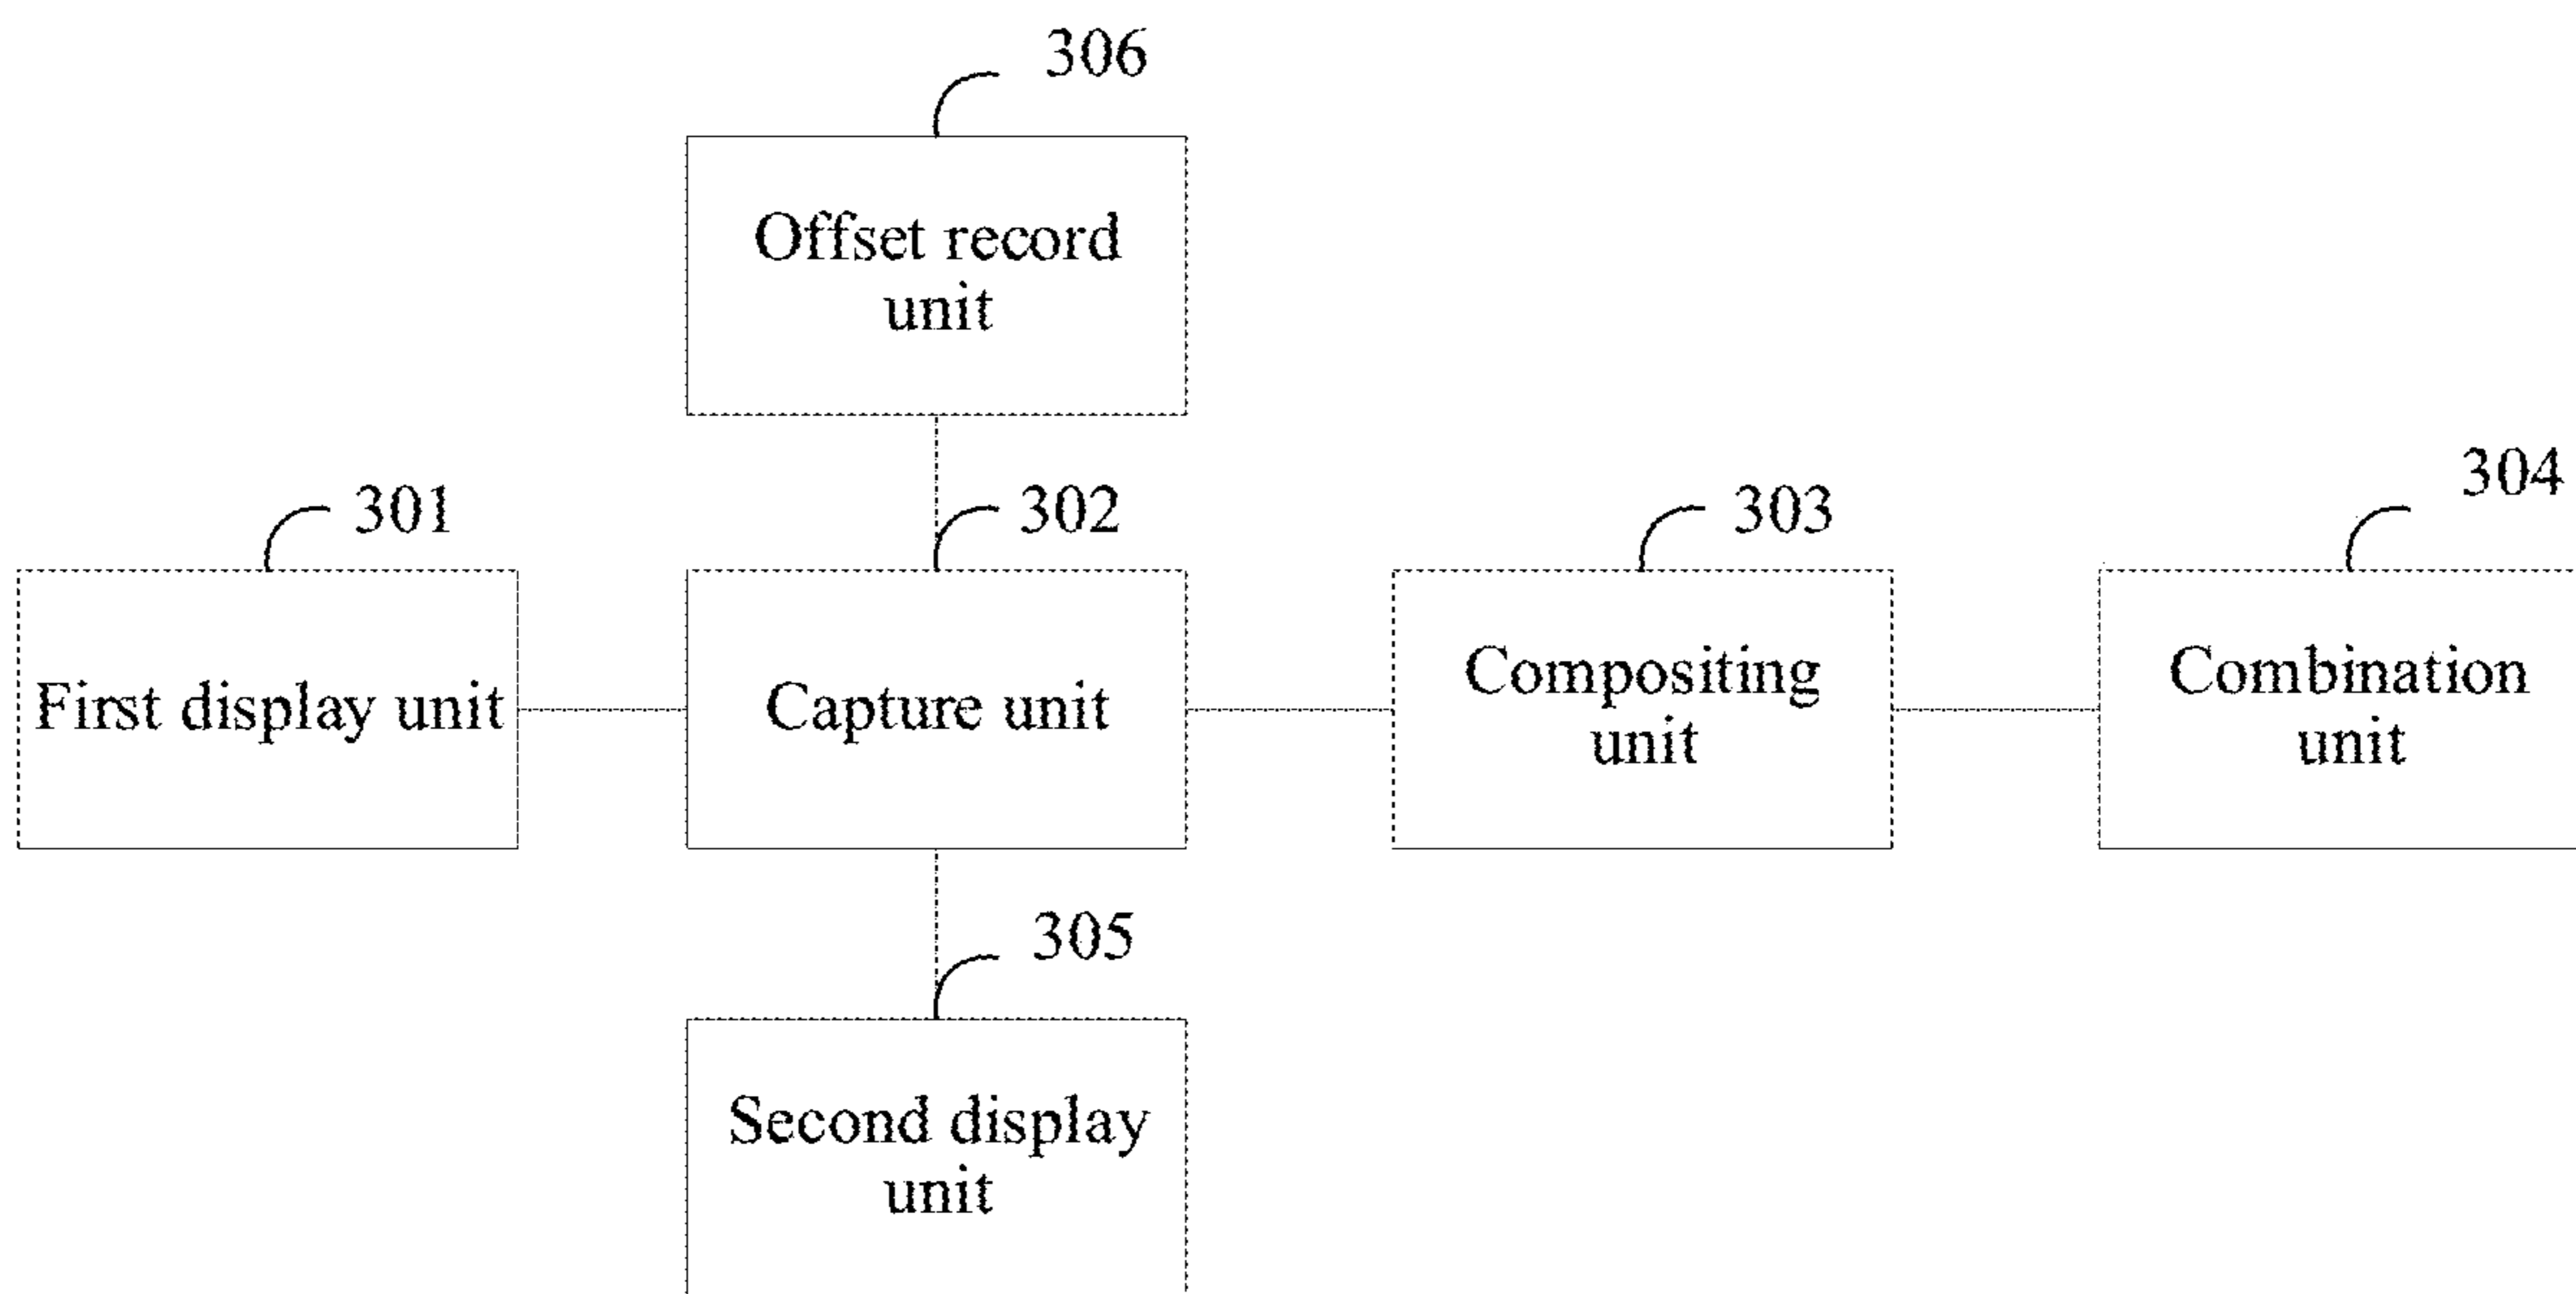 306
Offset record
unit
301
302
303
304
First display unit
Capture unit
Compositing
unit
Combination
unit
305
Second display
unit